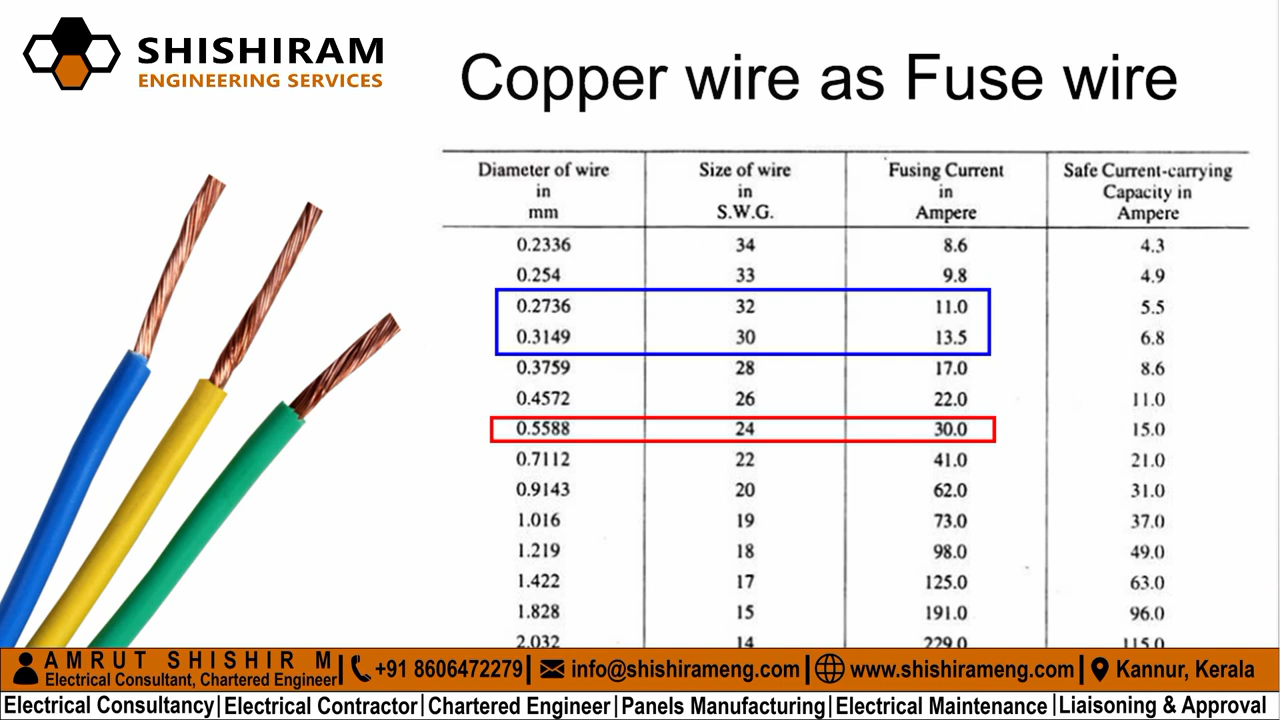 SHISHIRAM
ENGINEERING SERVICES
Copper wire as Fuse wire
Diameter of wire in mm | Size of wire in S.W.G. | Fusing Current in Ampere | Safe Current-carrying Capacity in Ampere
0.2336 34 8.6 4.3
0.254 33 9.8 4.9
0.2736 32 11.0 5.5
0.3149 30 13.5 6.8
0.3759 28 17.0 8.6
0.4572 26 22.0 11.0
0.5588 24 30.0 15.0
0.7112 22 41.0 21.0
0.9143 20 62.0 31.0
1.016 19 73.0 37.0
1.219 18 98.0 49.0
1.422 17 125.0 63.0
1.828 15 191.0 96.0
2.032 14 229.0 115.0
AMRUT SHISHIR M
Electrical Consultant, Chartered Engineer
+91 8606472279
info@shishirameng.com
www.shishirameng.com
Kannur, Kerala
Electrical Consultancy| Electrical Contractor| Chartered Engineer| Panels Manufacturing| Electrical Maintenance| Liaisoning & Approval